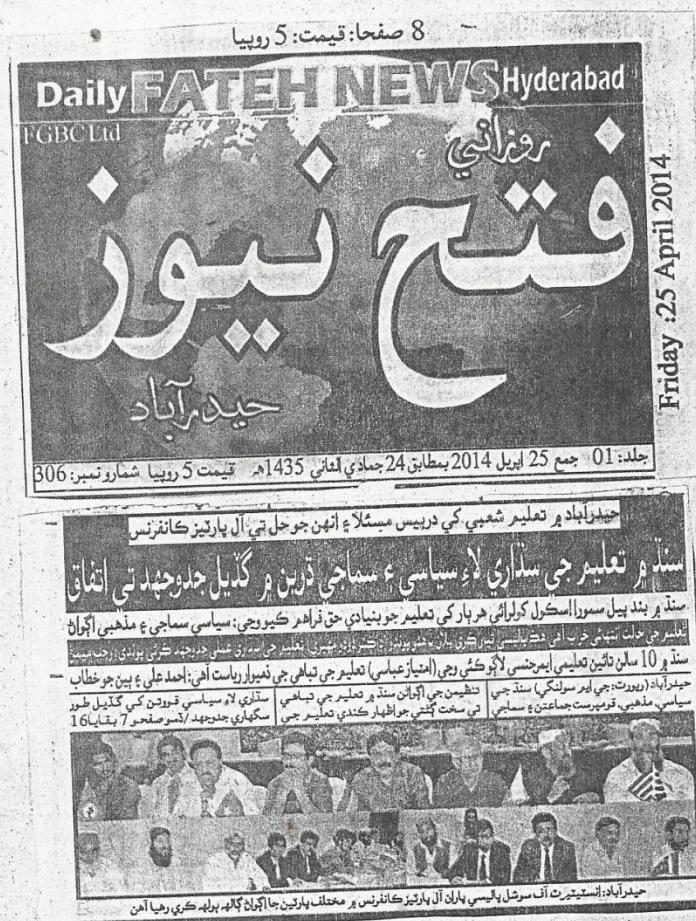 8 صفحا: قيمت: 5 روپيا
Daily FATEH NEWS Hyderabad
FGBC Ltd
روزاني
فتح نيوز
حيدرآباد
Friday :25 April 2014
جلد: 01 جمع 25 اپريل 2014 بمطابق 24 جمادي الثاني 1435هه قيمت 5 روپيا شمارو نمبر: 306
حيدرآباد ۾ تعليم شعبي کي درپيس مسئلا ۽ انهن جو حل تي آل پارٽيز ڪانفرنس
سنڌ ۾ تعليم جي سڌاري لاءِ سياسي ۽ سماجي ڌرين ۾ گڏيل جدوجهد تي اتفاق
سنڌ ۾ بند پيل سمورا اسڪول کولرائي هر ٻار کي تعليم جو بنيادي حق فراهم ڪيو وڃي: سياسي سماجي ۽ مذهبي اڳواڻ
سنڌ ۾ 10 سالن تائين تعليمي ايمرجنسي لاڳو ڪئي وڃي (امتياز عباسي) تعليم جي تباهي جي ذميوار رياست آهي: احمد علي ۽ ٻين جو خطاب
حيدرآباد (رپورٽ: جي ايم سولنگي) سنڌ جي
سياسي، مذهبي، قومپرست جماعتن ۽ سماجي
تنظيمن جي اڳواڻن سنڌ ۾ تعليم جي تباهي
تي سخت ڳڻتي جو اظهار ڪندي تعليم جي
سڌاري لاءِ سياسي قوتن کي گڏيل طور
سگهاري جدوجهد /ڏسو صفحو 7 بقايا 16
حيدرآباد: انسٽيٽيوٽ آف سوشل پاليسي پاران آل پارٽيز ڪانفرنس ۾ مختلف پارٽين جا اڳواڻ ڳالهه ٻولهه ڪري رهيا آهن